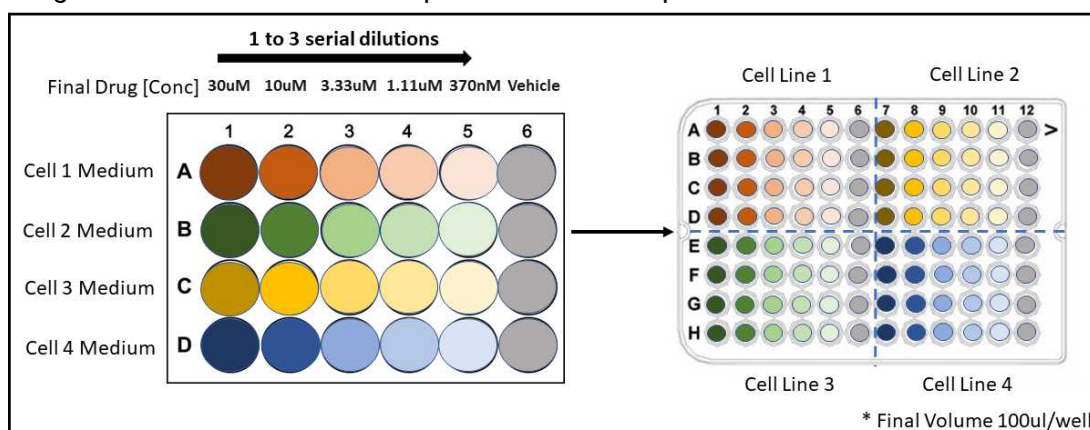 1 to 3 serial dilutions
Final Drug [Conc] 30uM 10uM 3.33uM 1.11uM 370nM Vehicle
1 2 3 4 5 6
Cell 1 Medium A
Cell 2 Medium B
Cell 3 Medium C
Cell 4 Medium D
Cell Line 1 Cell Line 2
1 2 3 4 5 6 7 8 9 10 11 12
A
B
C
D
E
F
G
H
Cell Line 3 Cell Line 4
* Final Volume 100ul/well